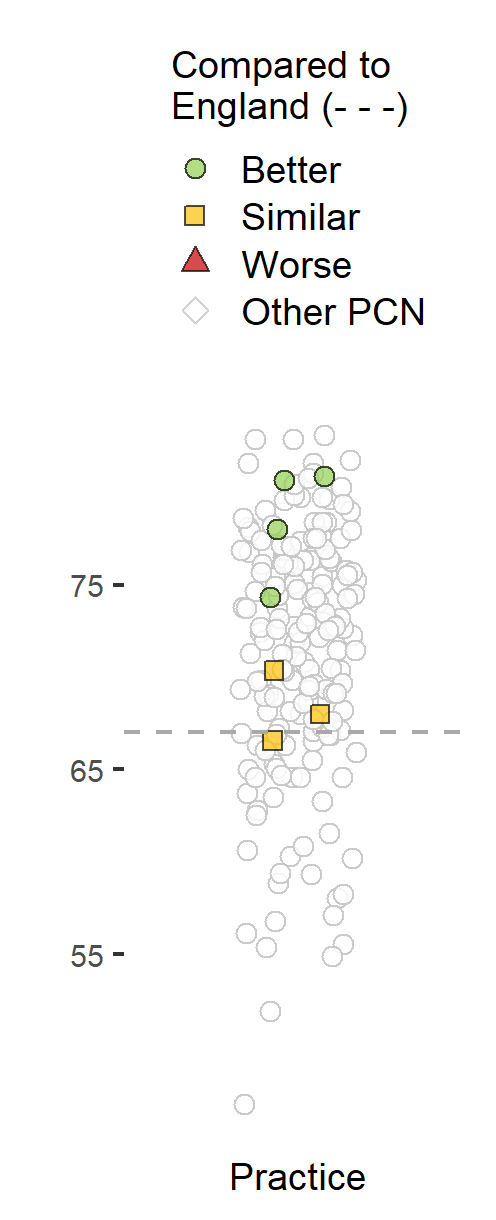 Compared to
England (- - -)
Better
Similar
Worse
Other PCN
75
65
55
Practice